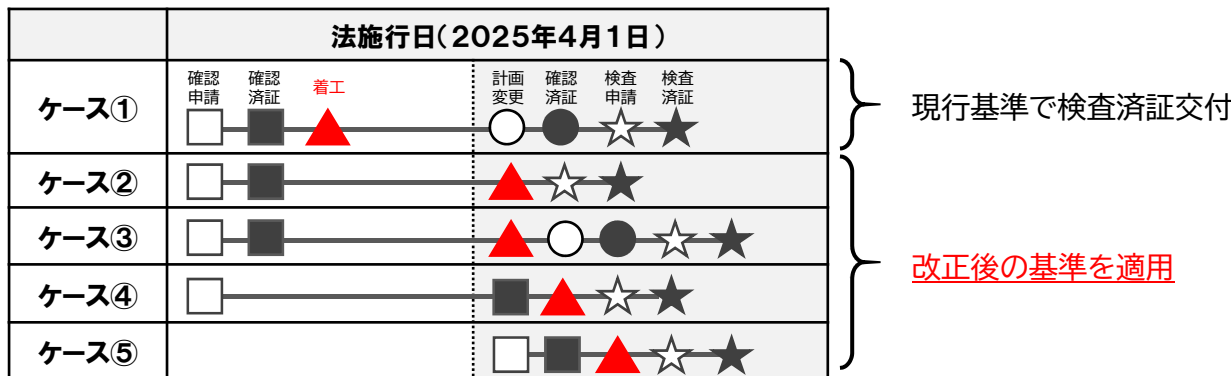 法施行日(2025年4月1日)
ケース①
確認
申請
確認
済証
着工
計画
変更
確認
済証
検査
申請
検査
済証
現行基準で検査済証交付
ケース②
ケース③
改正後の基準を適用
ケース④
ケース⑤